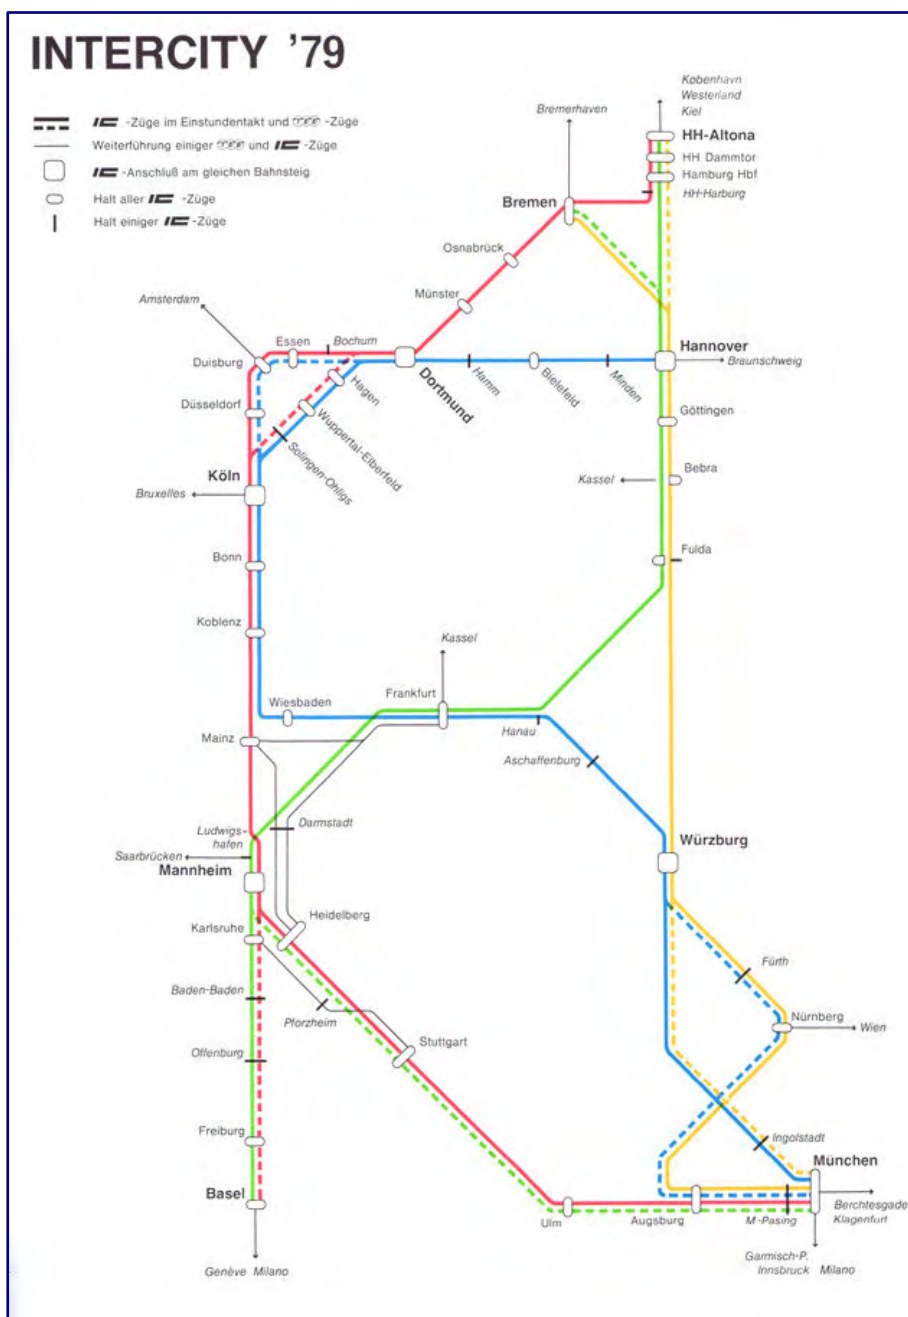 INTERCITY '79
IC -Züge im Einstundentakt und TEE -Züge
Weiterführung einiger TEE und IC -Züge
IC -Anschluß am gleichen Bahnsteig
Halt aller IC -Züge
Halt einiger IC -Züge
København
Westerland
Kiel
Bremerhaven
HH-Altona
HH Dammtor
Hamburg Hbf
HH-Harburg
Bremen
Osnabrück
Münster
Amsterdam
Essen
Bochum
Duisburg
Hannover
Braunschweig
Dortmund
Hamm
Bielefeld
Minden
Hagen
Düsseldorf
Wuppertal-Elberfeld
Göttingen
Solingen-Ohligs
Köln
Bruxelles
Bebra
Kassel
Bonn
Fulda
Koblenz
Kassel
Wiesbaden
Frankfurt
Hanau
Mainz
Aschaffenburg
Ludwigs-
hafen
Darmstadt
Saarbrücken
Mannheim
Würzburg
Heidelberg
Karlsruhe
Fürth
Baden-Baden
Pforzheim
Nürnberg
Wien
Stuttgart
Offenburg
Freiburg
Ingolstadt
München
Basel
Ulm
Augsburg
M-Pasing
Berchtesgade
Klagenfurt
Garmisch-P.
Innsbruck Milano
Genève Milano